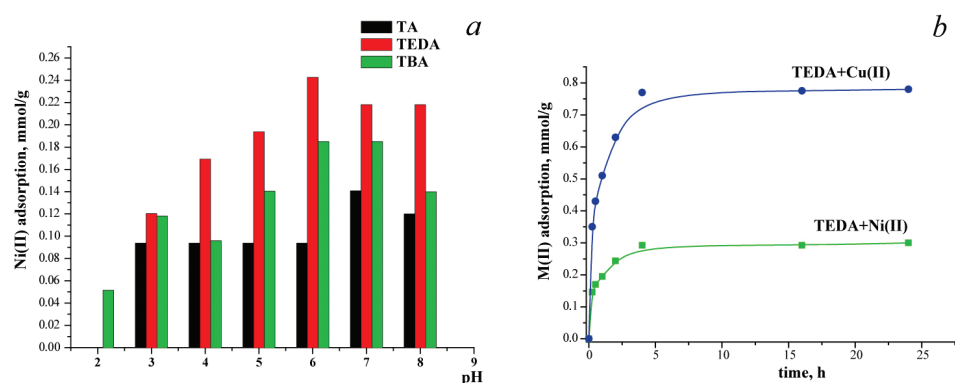 TA
TEDA
TBA
a
Ni(II) adsorption, mmol/g
0.26
0.24
0.22
0.20
0.18
0.16
0.14
0.12
0.10
0.08
0.06
0.04
0.02
0.00
2 3 4 5 6 7 8 9
pH
b
TEDA+Cu(II)
TEDA+Ni(II)
M(II) adsorption, mmol/g
0.8
0.7
0.6
0.5
0.4
0.3
0.2
0.1
0.0
0 5 10 15 20 25
time, h